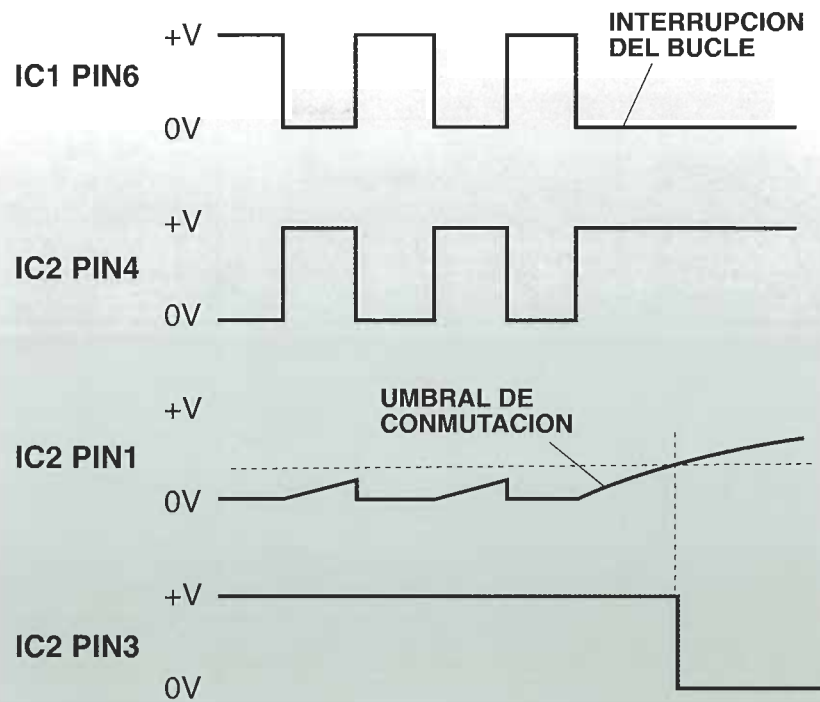 INTERRUPCION
DEL BUCLE
+V
IC1 PIN6
0V
+V
IC2 PIN4
0V
UMBRAL DE
CONMUTACION
+V
IC2 PIN1
0V
+V
IC2 PIN3
0V